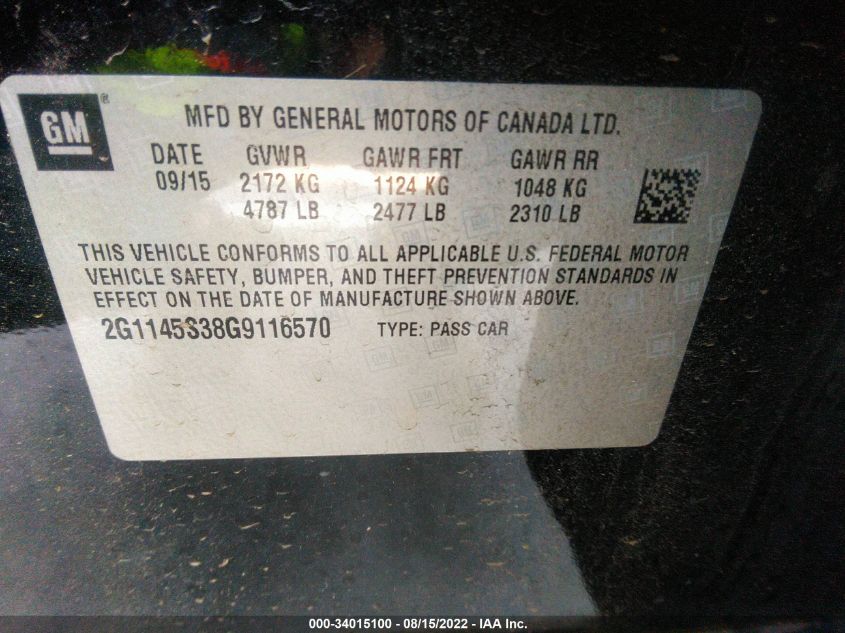 GM®
MFD BY GENERAL MOTORS OF CANADA LTD.
DATE GVWR GAWR FRT GAWR RR
09/15 2172 KG 1124 KG 1048 KG
4787 LB 2477 LB 2310 LB
THIS VEHICLE CONFORMS TO ALL APPLICABLE U.S. FEDERAL MOTOR
VEHICLE SAFETY, BUMPER, AND THEFT PREVENTION STANDARDS IN
EFFECT ON THE DATE OF MANUFACTURE SHOWN ABOVE.
2G1145S38G9116570 TYPE: PASS CAR
000-34015100 - 08/15/2022 - IAA Inc.